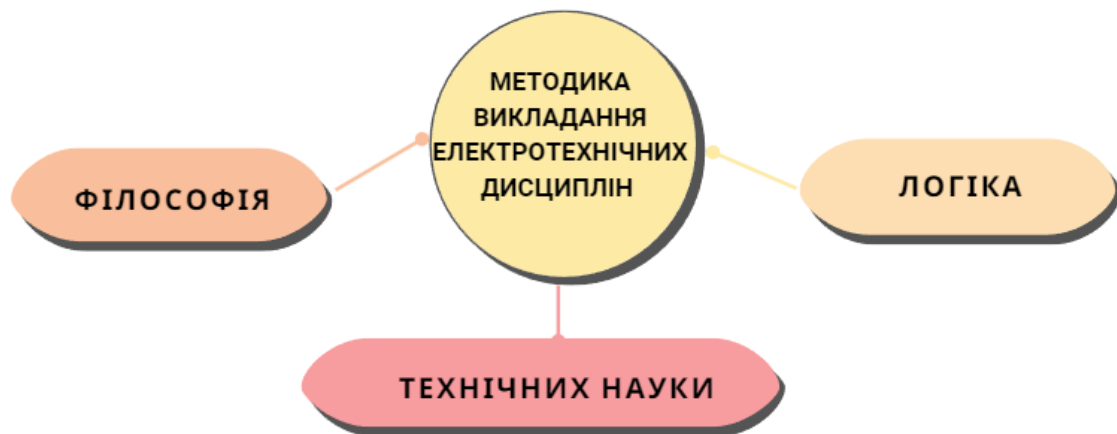 МЕТОДИКА
ВИКЛАДАННЯ
ЕЛЕКТРОТЕХНІЧНИХ
ДИСЦИПЛІН
ФІЛОСОФІЯ
ЛОГІКА
ТЕХНІЧНИХ НАУКИ